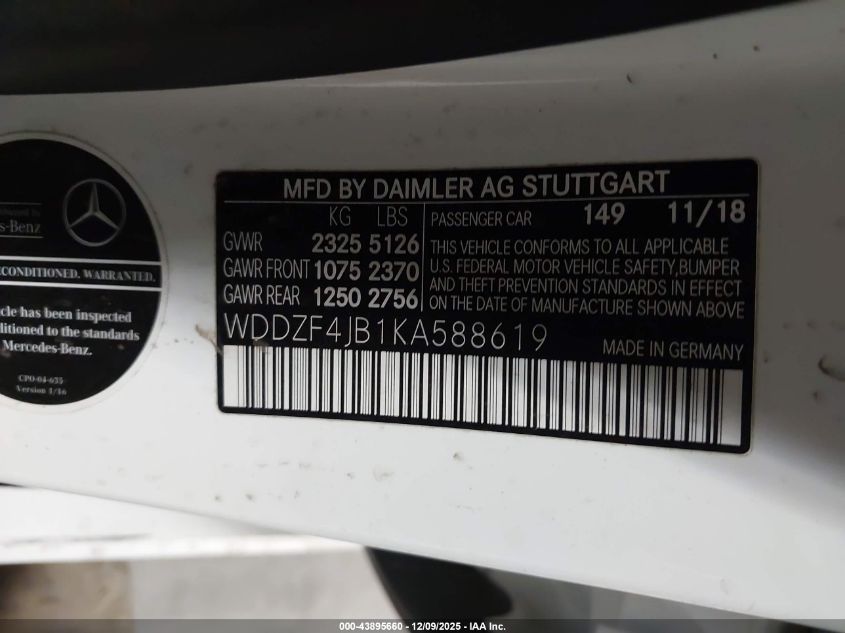 s-Benz
CONDITIONED. WARRANTED.
cle has been inspected
ditioned to the standards
Mercedes-Benz.
CPO-04-635
Version 1/16
MFD BY DAIMLER AG STUTTGART
KG LBS
GVWR 2325 5126
GAWR FRONT 1075 2370
GAWR REAR 1250 2756
PASSENGER CAR 149 11/18
THIS VEHICLE CONFORMS TO ALL APPLICABLE
U.S. FEDERAL MOTOR VEHICLE SAFETY, BUMPER
AND THEFT PREVENTION STANDARDS IN EFFECT
ON THE DATE OF MANUFACTURE SHOWN ABOVE
WDDZF4JB1KA588619
MADE IN GERMANY
000-43895660 - 12/09/2025 - IAA Inc.